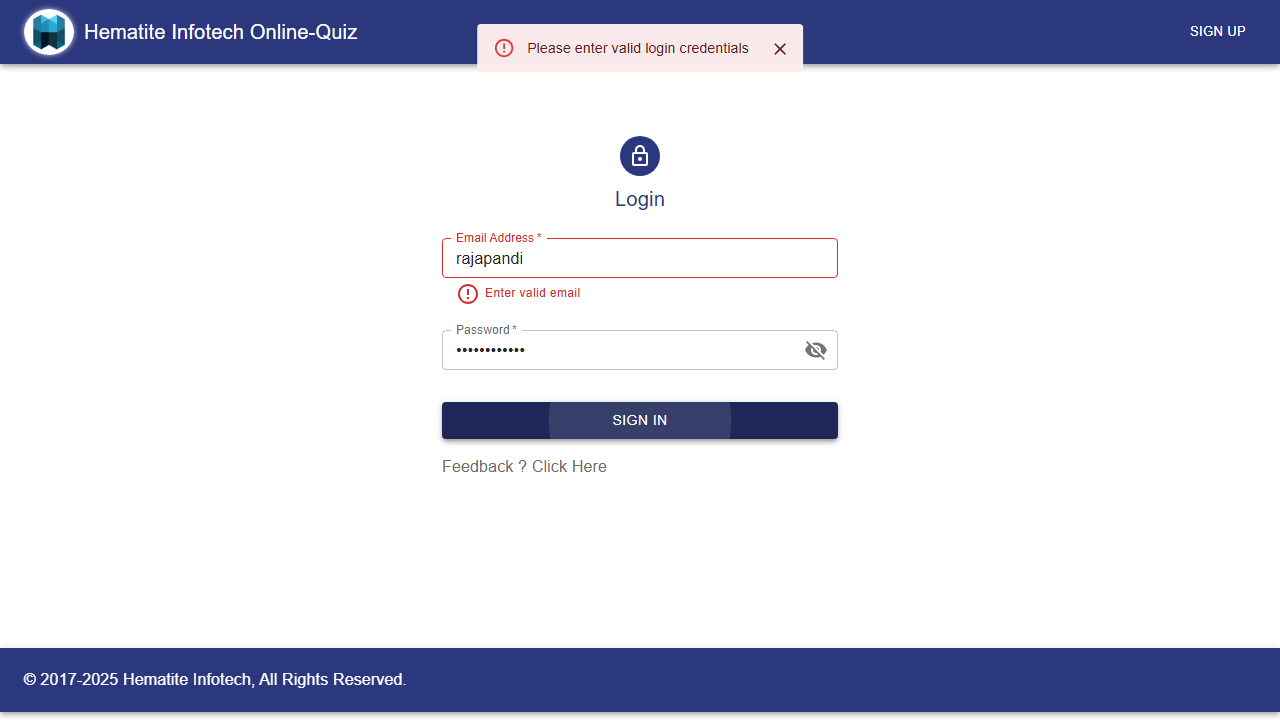 Hematite Infotech Online-Quiz
Please enter valid login credentials
SIGN UP
Login
Email Address *
rajapandi
Enter valid email
Password *
••••••••••••
SIGN IN
Feedback ? Click Here
© 2017-2025 Hematite Infotech, All Rights Reserved.